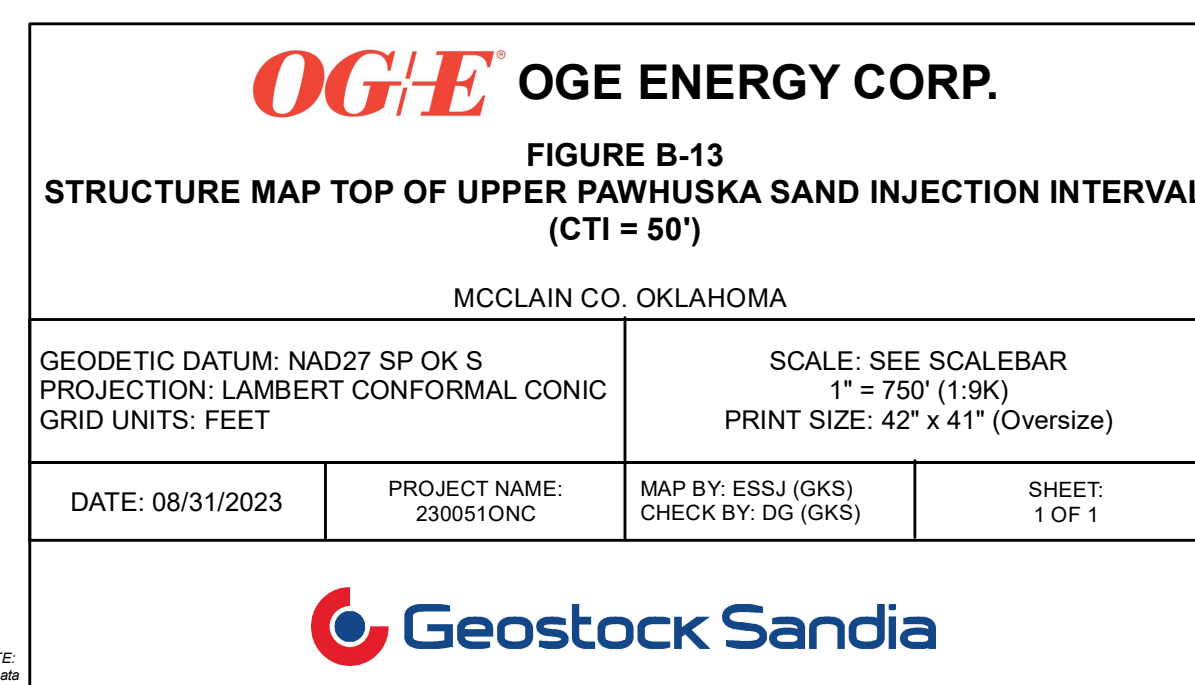 OG+E® OGE ENERGY CORP.
FIGURE B-13
STRUCTURE MAP TOP OF UPPER PAWHUSKA SAND INJECTION INTERVAL
(CTI = 50')
MCCLAIN CO. OKLAHOMA
GEODETIC DATUM: NAD27 SP OK S
PROJECTION: LAMBERT CONFORMAL CONIC
GRID UNITS: FEET
SCALE: SEE SCALEBAR
1" = 750' (1:9K)
PRINT SIZE: 42" x 41" (Oversize)
DATE: 08/31/2023
PROJECT NAME:
230051ONC
MAP BY: ESSJ (GKS)
CHECK BY: DG (GKS)
SHEET:
1 OF 1
Geostock Sandia
TE:
ata